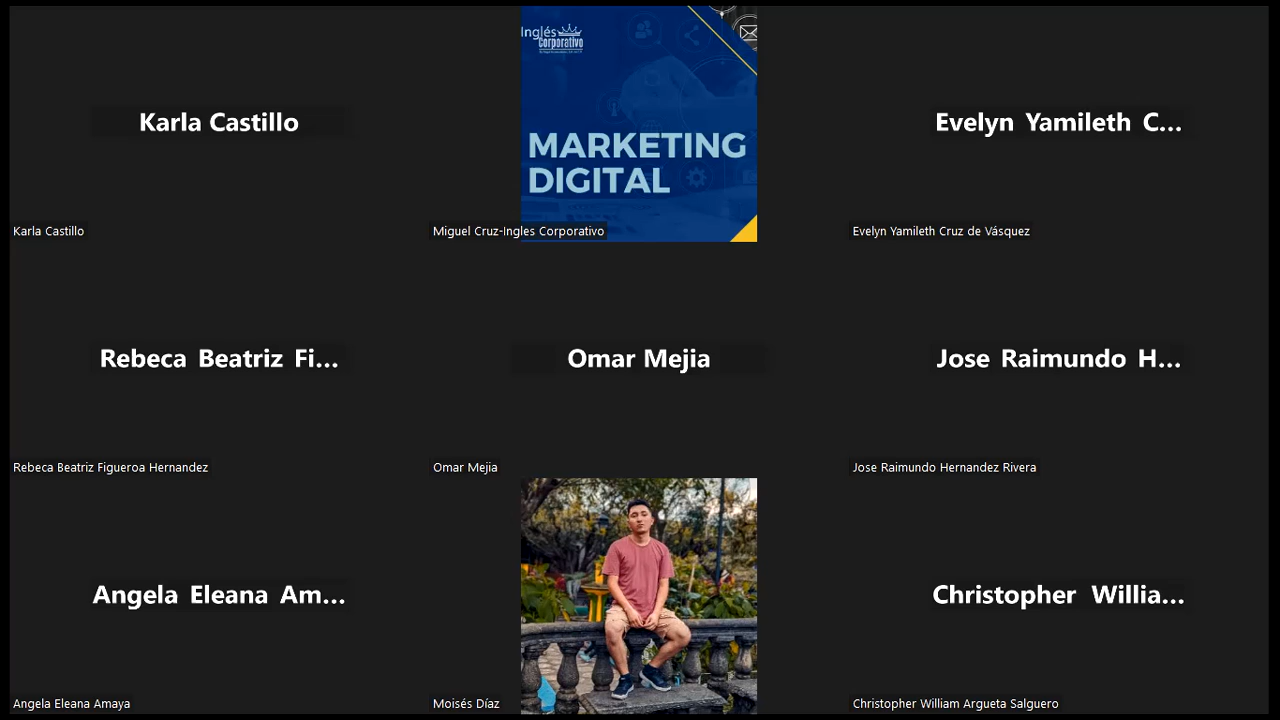 Karla Castillo
Karla Castillo
Inglés
Corporativo
MARKETING
DIGITAL
Miguel Cruz-Ingles Corporativo
Evelyn Yamileth C...
Evelyn Yamileth Cruz de Vásquez
Rebeca Beatriz Fi...
Rebeca Beatriz Figueroa Hernandez
Omar Mejia
Omar Mejia
Jose Raimundo H...
Jose Raimundo Hernandez Rivera
Angela Eleana Am...
Angela Eleana Amaya
Moisés Díaz
Christopher Willia...
Christopher William Argueta Salguero